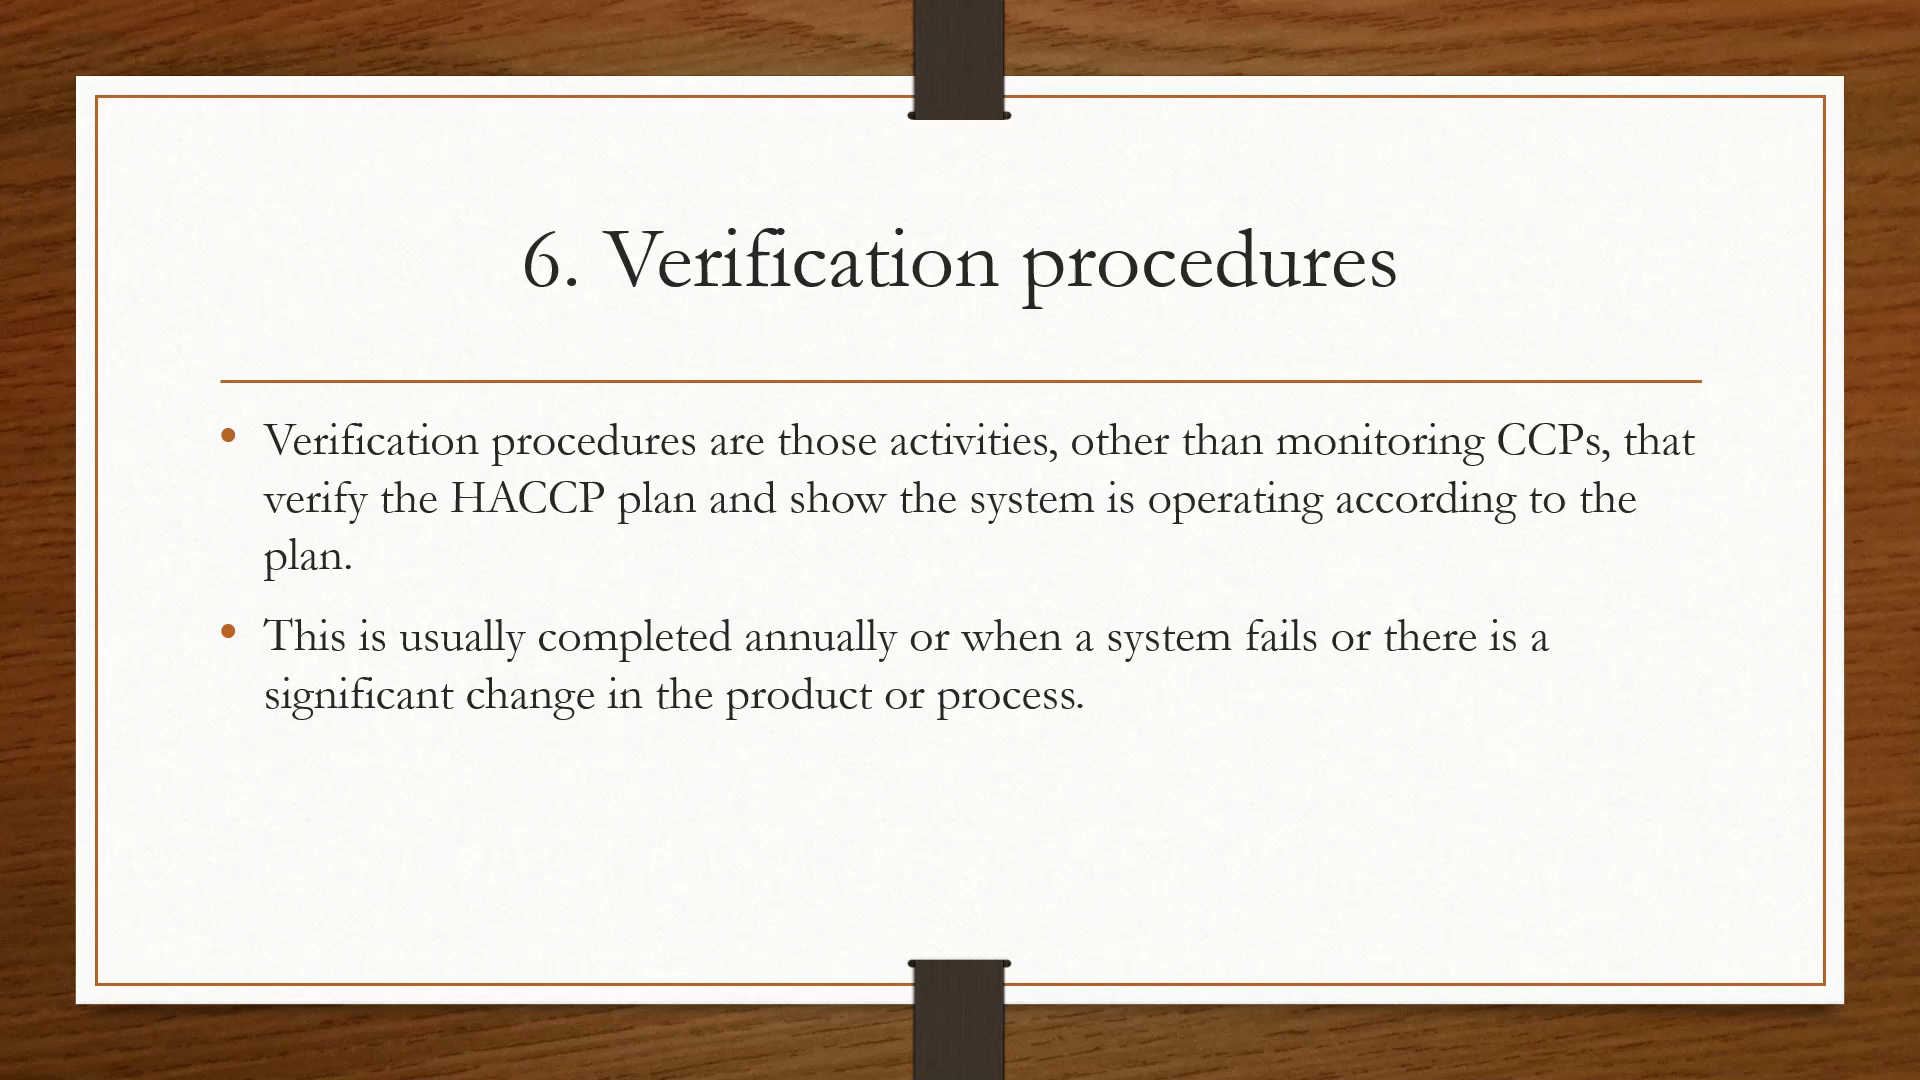 6. Verification procedures
• Verification procedures are those activities, other than monitoring CCPs, that
verify the HACCP plan and show the system is operating according to the
plan.
• This is usually completed annually or when a system fails or there is a
significant change in the product or process.